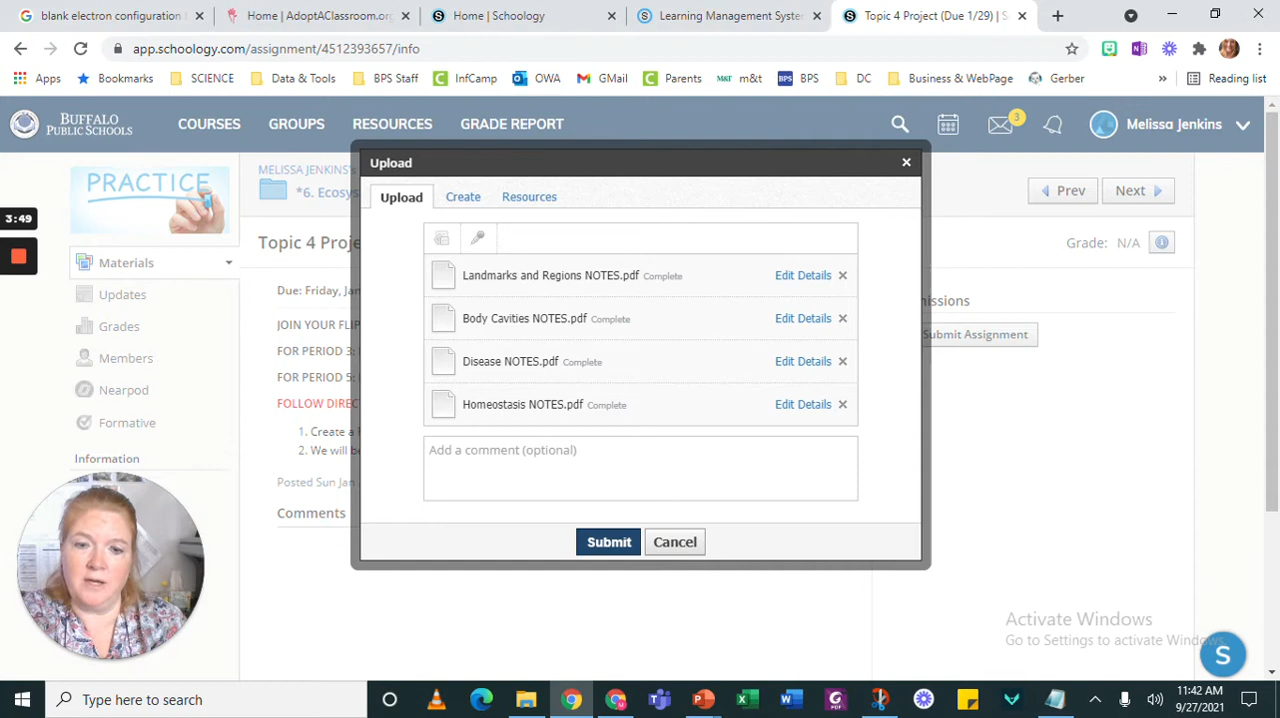 blank electron configuration
Home | AdoptAClassroom.org
Home | Schoology
Learning Management System
Topic 4 Project (Due 1/29) | S
app.schoology.com/assignment/4512393657/info
Apps
Bookmarks
SCIENCE
Data & Tools
BPS Staff
InfCamp
OWA
GMail
Parents
m&t
BPS
DC
Business & WebPage
Gerber
Reading list
BUFFALO
PUBLIC SCHOOLS
COURSES
GROUPS
RESOURCES
GRADE REPORT
3
Melissa Jenkins
PRACTICE
MELISSA JENKINS's
*6. Ecosy
Prev
Next
Topic 4 Proje
Grade: N/A
Due: Friday, Jan
JOIN YOUR FLIP
FOR PERIOD 3:
FOR PERIOD 5:
FOLLOW DIREC
1. Create a
2. We will be
Posted Sun Jan
Comments
Submit Assignment
3:49
Materials
Updates
Grades
Members
Nearpod
Formative
Information
Upload
Upload
Create
Resources
Landmarks and Regions NOTES.pdf Complete Edit Details
Body Cavities NOTES.pdf Complete Edit Details
Disease NOTES.pdf Complete Edit Details
Homeostasis NOTES.pdf Complete Edit Details
Add a comment (optional)
Submit
Cancel
Activate Windows
Go to Settings to activate Windows.
S
Type here to search
11:42 AM
9/27/2021